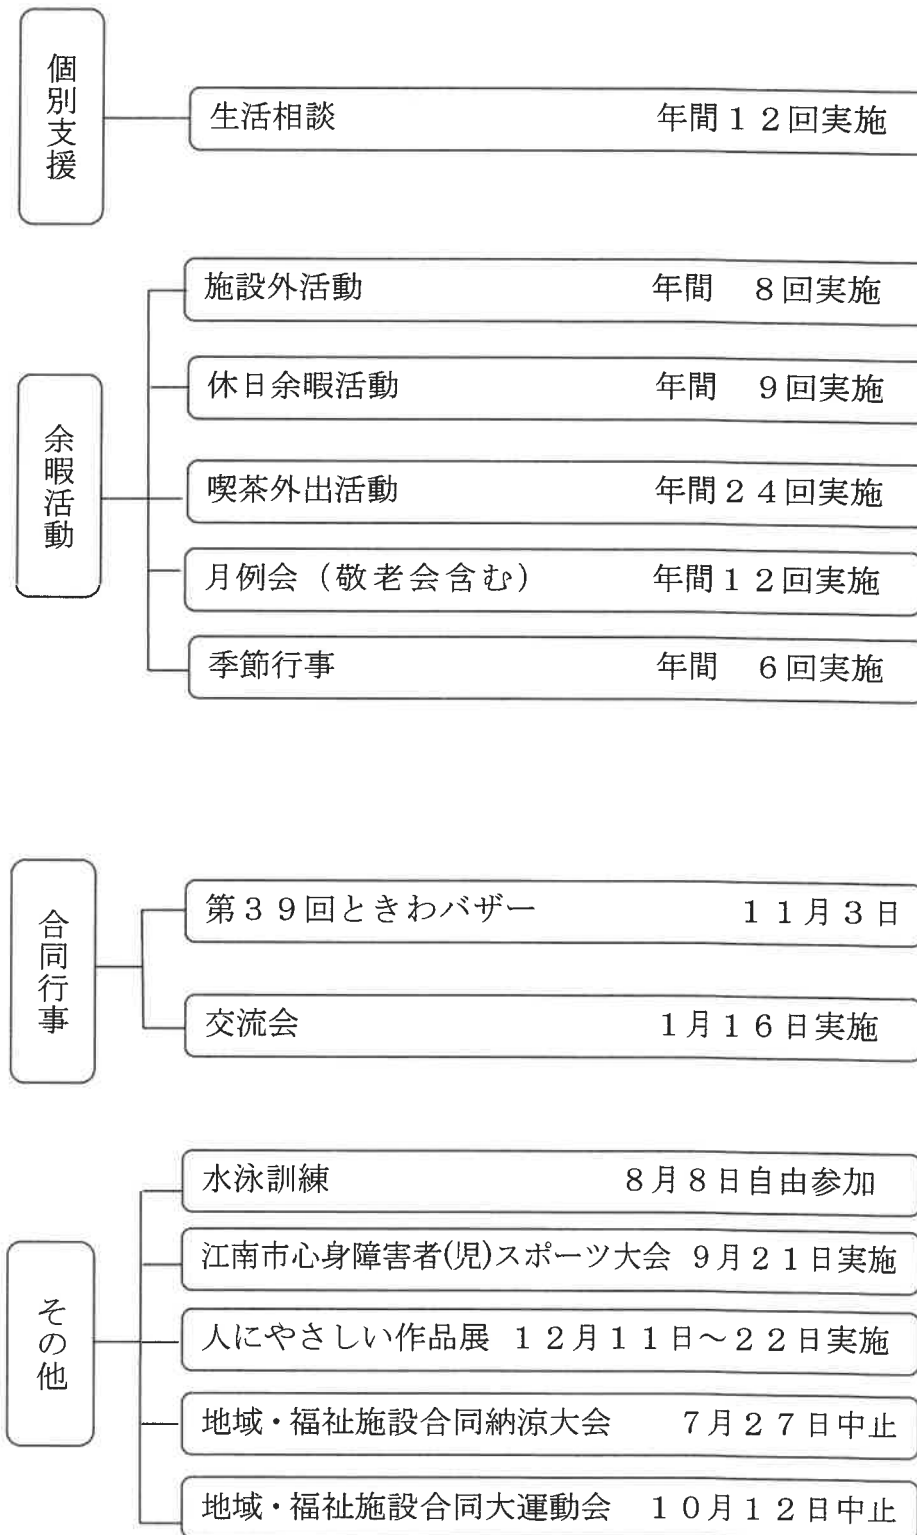 個別支援
生活相談　年間１２回実施
余暇活動
施設外活動　年間　８回実施
休日余暇活動　年間　９回実施
喫茶外出活動　年間２４回実施
月例会（敬老会含む）　年間１２回実施
季節行事　年間　６回実施
合同行事
第３９回ときわバザー　１１月３日
交流会　１月１６日実施
その他
水泳訓練　８月８日自由参加
江南市心身障害者(児)スポーツ大会　９月２１日実施
人にやさしい作品展　１２月１１日～２２日実施
地域・福祉施設合同納涼大会　７月２７日中止
地域・福祉施設合同大運動会　１０月１２日中止